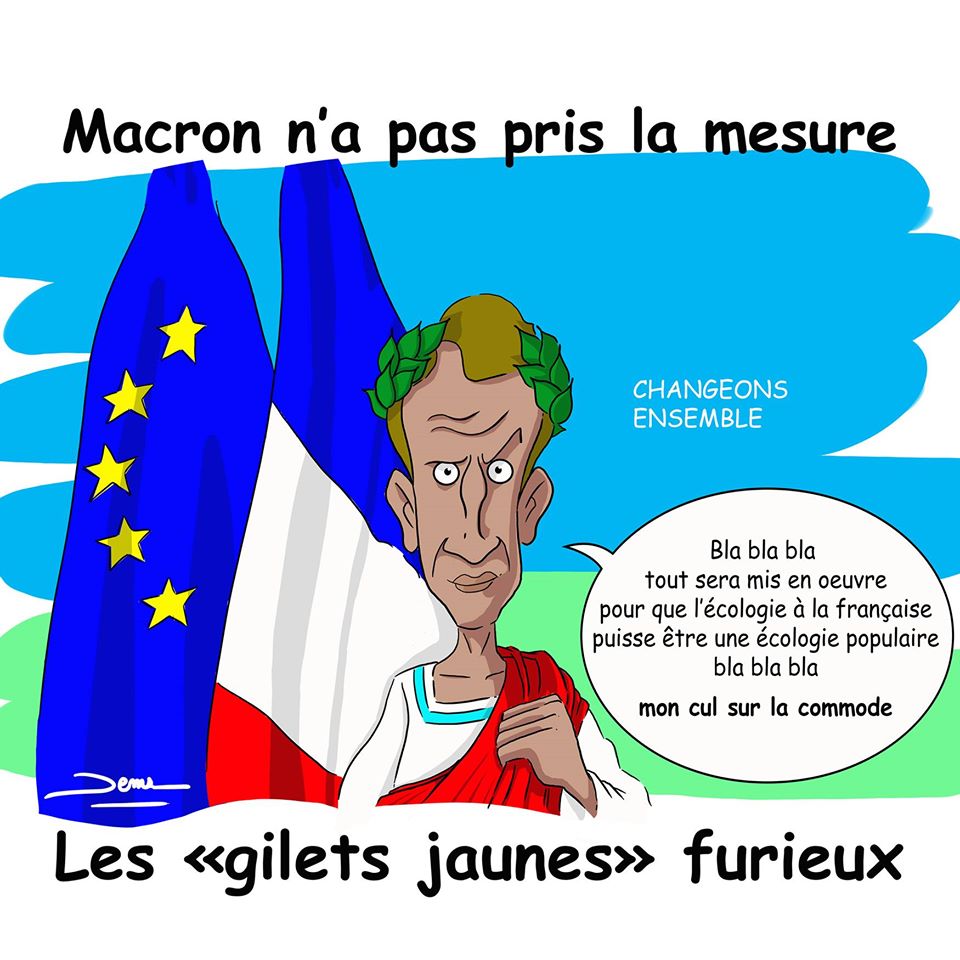 Macron n'a pas pris la mesure
CHANGEONS
ENSEMBLE
Bla bla bla
tout sera mis en oeuvre
pour que l'écologie à la française
puisse être une écologie populaire
bla bla bla
mon cul sur la commode
Les «gilets jaunes» furieux